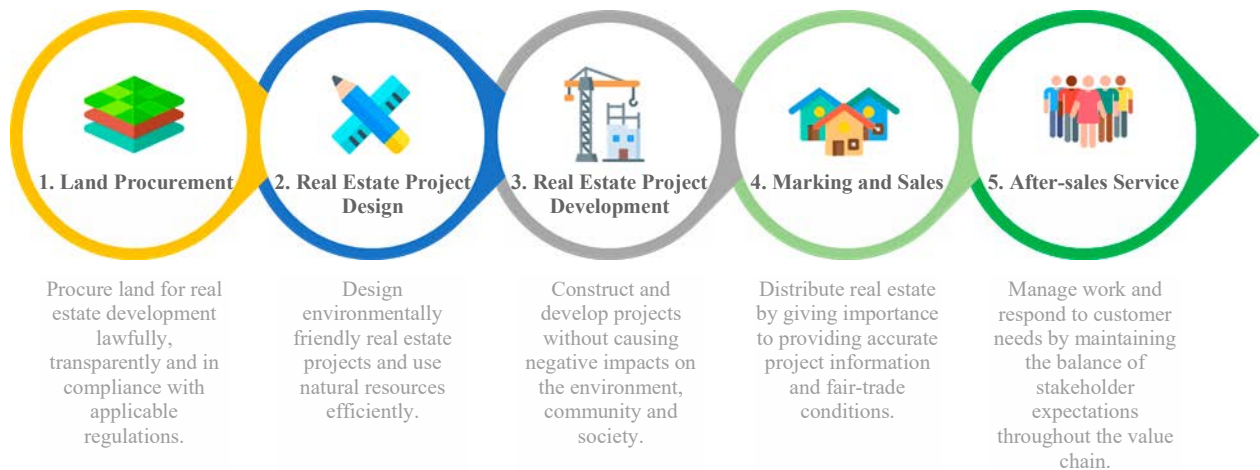 1. Land Procurement
2. Real Estate Project
Design
3. Real Estate Project
Development
4. Marking and Sales
5. After-sales Service
Procure land for real
estate development
lawfully,
transparently and in
compliance with
applicable
regulations.
Design
environmentally
friendly real estate
projects and use
natural resources
efficiently.
Construct and
develop projects
without causing
negative impacts on
the environment,
community and
society.
Distribute real estate
by giving importance
to providing accurate
project information
and fair-trade
conditions.
Manage work and
respond to customer
needs by maintaining
the balance of
stakeholder
expectations
throughout the value
chain.